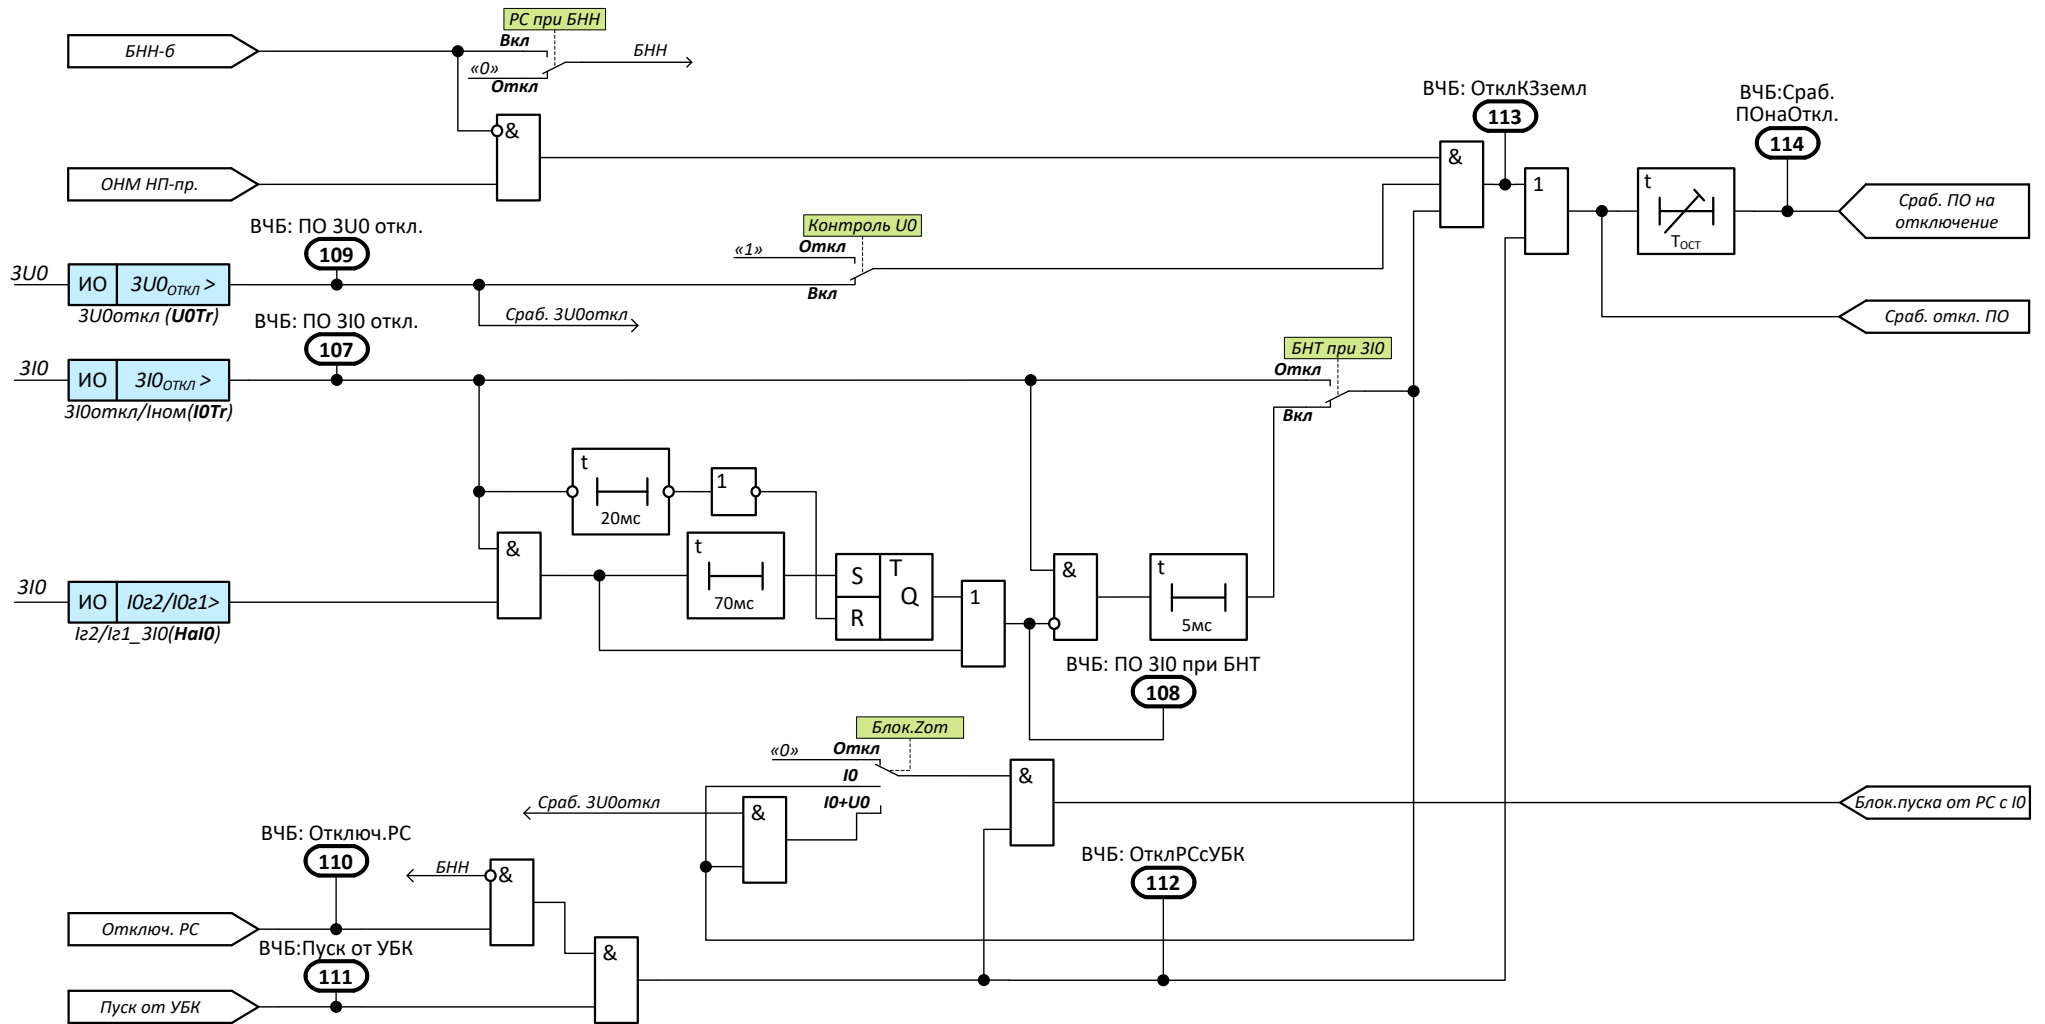 РС при БНН
БНН-б
Вкл
БНН
«0»
Откл
&
ОНМ НП-пр.
ВЧБ: ОтклКЗземл
113
ВЧБ:Сраб.
ПОнаОткл.
114
&
1
t
TОСТ
Сраб. ПО на
отключение
ВЧБ: ПО 3U0 откл.
109
Контроль U0
«1»
Откл
Вкл
3U0
ИО
3U0ОТКЛ >
3U0откл (U0Tr)
Сраб. 3U0откл
Сраб. откл. ПО
ВЧБ: ПО 3I0 откл.
107
БНТ при 3I0
Откл
Вкл
3I0
ИО
3I0ОТКЛ >
3I0откл/Iном(I0Tr)
t
20мс
1
&
t
70мс
S
T
R
Q
1
&
t
5мс
3I0
ИО
I0г2/I0г1>
Iг2/Iг1_3I0(HaI0)
ВЧБ: ПО 3I0 при БНТ
108
Блок.Zот
«0»
Откл
I0
I0+U0
&
Сраб. 3U0откл
&
Блок.пуска от РС с I0
ВЧБ: Отключ.РС
110
БНН
&
ВЧБ: ОтклРСсУБК
112
Отключ. РС
ВЧБ:Пуск от УБК
111
&
Пуск от УБК